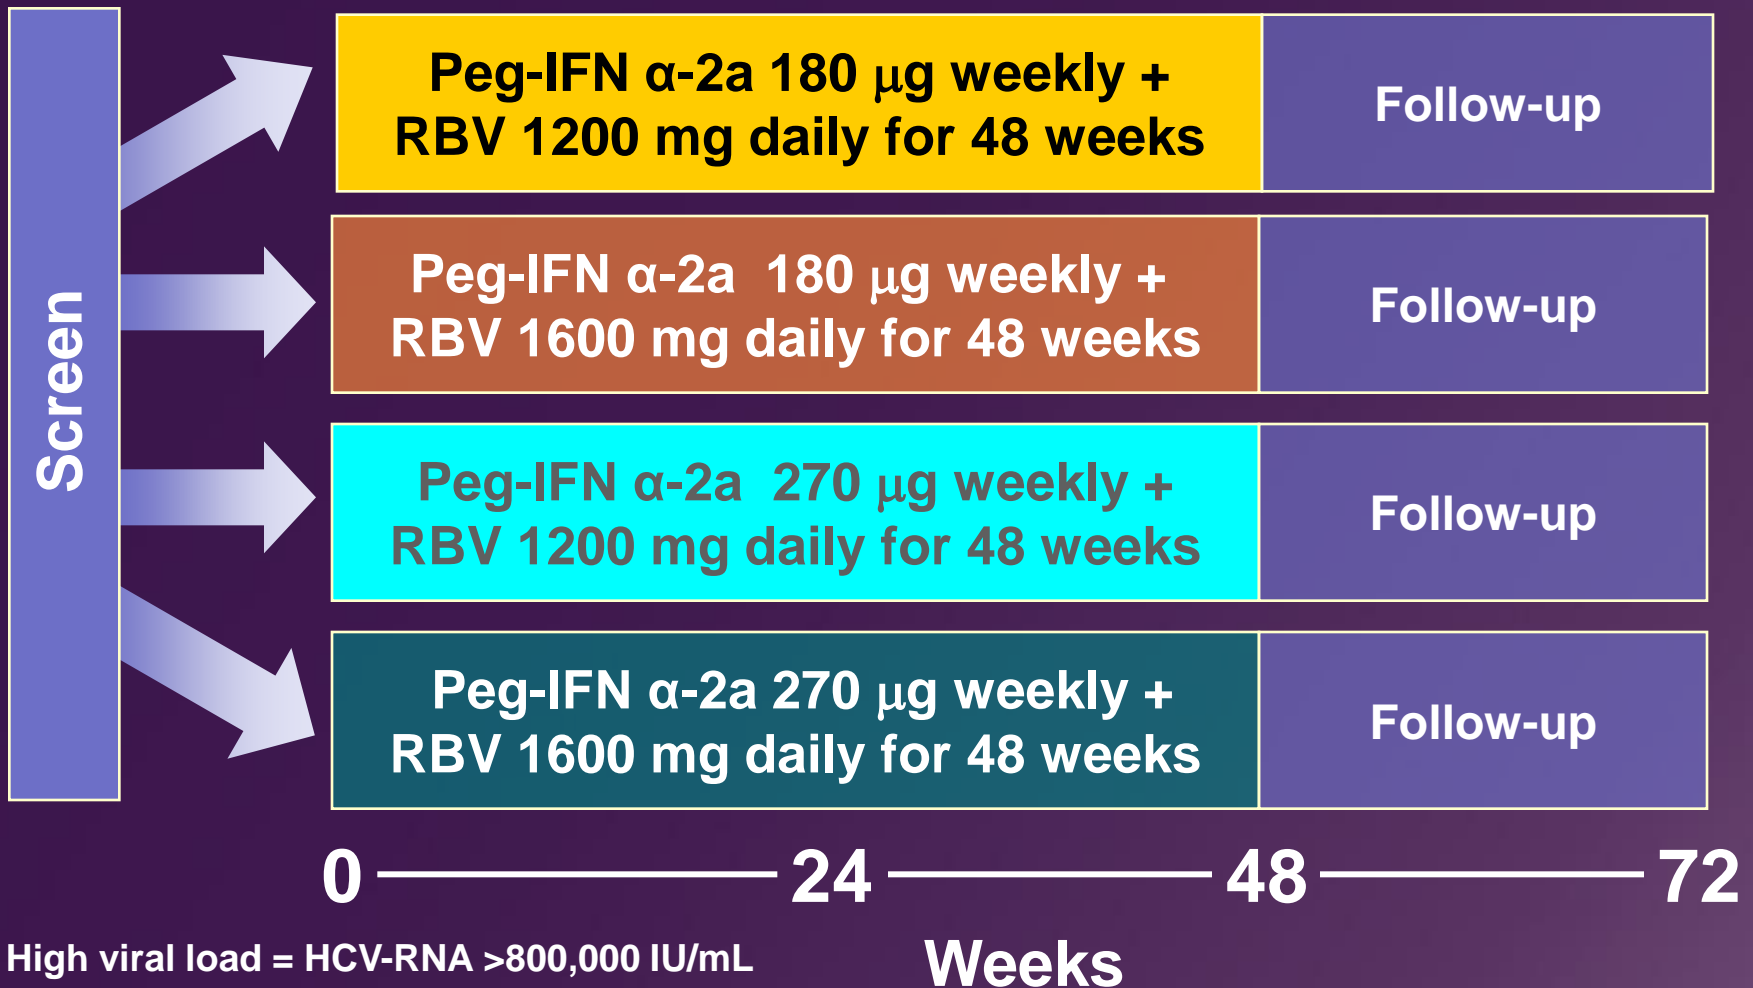 Screen
Peg-IFN α-2a 180 μg weekly +
RBV 1200 mg daily for 48 weeks
Follow-up
Peg-IFN α-2a 180 μg weekly +
RBV 1600 mg daily for 48 weeks
Follow-up
Peg-IFN α-2a 270 μg weekly +
RBV 1200 mg daily for 48 weeks
Follow-up
Peg-IFN α-2a 270 μg weekly +
RBV 1600 mg daily for 48 weeks
Follow-up
0 24 48 72
High viral load = HCV-RNA >800,000 IU/mL
Weeks